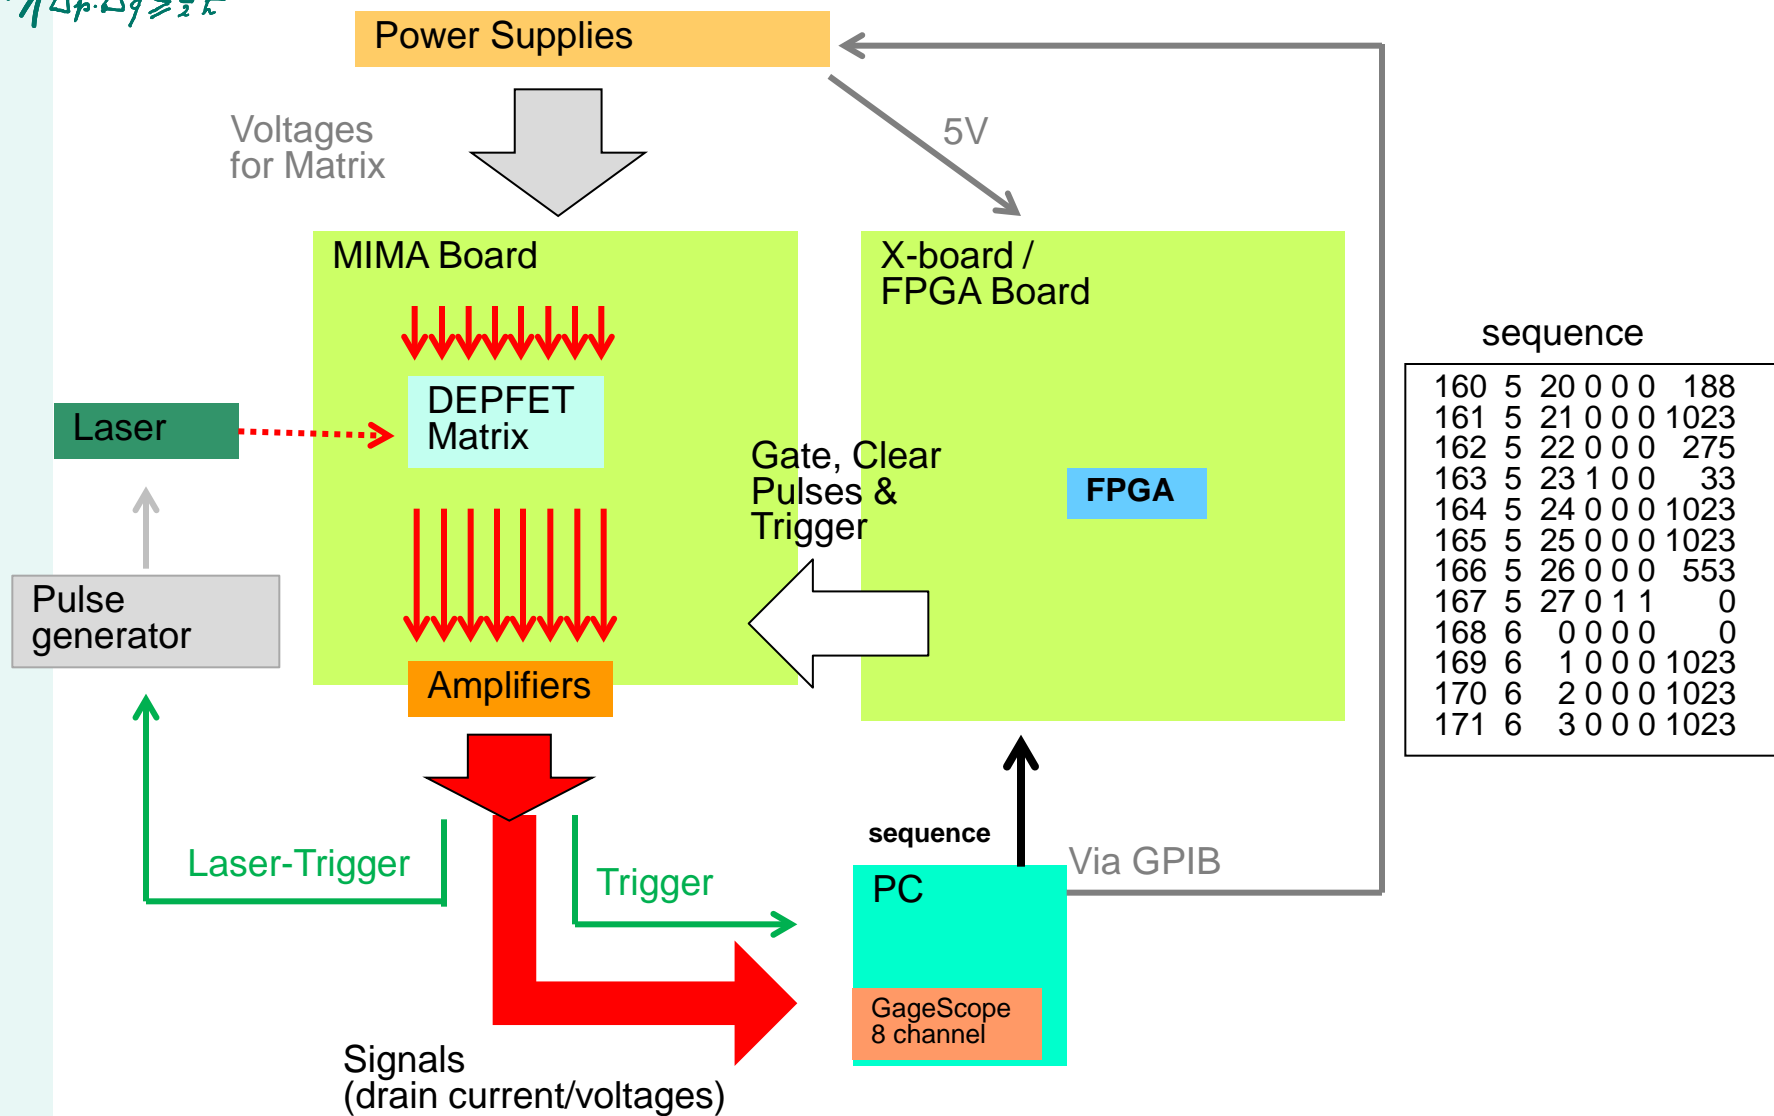 Δp·Δq ≥ ½ ħ
Power Supplies
Voltages
for Matrix
5V
MIMA Board
X-board /
FPGA Board
sequence
160 5 20 0 0 0 188
161 5 21 0 0 0 1023
162 5 22 0 0 0 275
163 5 23 1 0 0 33
164 5 24 0 0 0 1023
165 5 25 0 0 0 1023
166 5 26 0 0 0 553
167 5 27 0 1 1 0
168 6 0 0 0 0 0
169 6 1 0 0 0 1023
170 6 2 0 0 0 1023
171 6 3 0 0 0 1023
DEPFET
Matrix
Laser
Gate, Clear
Pulses &
Trigger
FPGA
Pulse
generator
Amplifiers
Laser-Trigger
Trigger
sequence
Via GPIB
PC
GageScope
8 channel
Signals
(drain current/voltages)